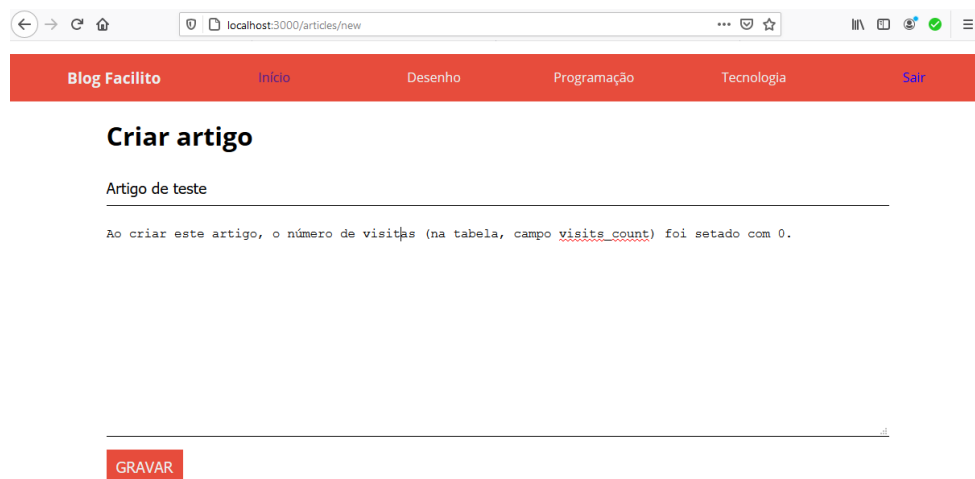 localhost:3000/articles/new
Blog Facilito Início Desenho Programação Tecnologia Sair
Criar artigo
Artigo de teste
Ao criar este artigo, o número de visitas (na tabela, campo visits_count) foi setado com 0.
GRAVAR